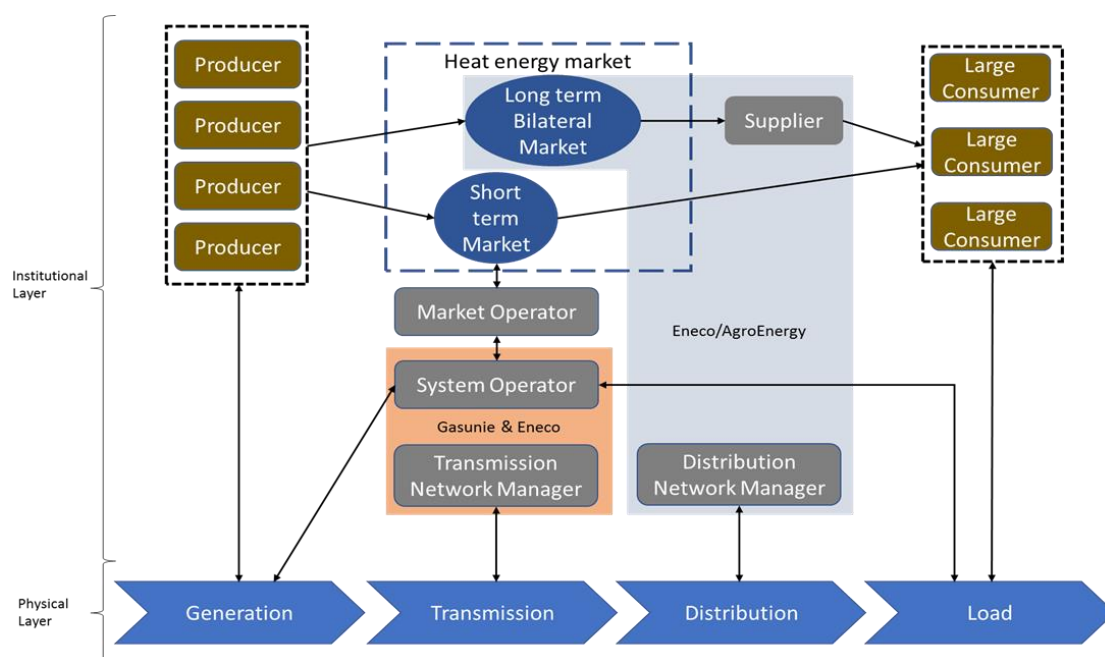 Heat energy market
Producer
Producer
Producer
Producer
Long term
Bilateral
Market
Short
term
Market
Supplier
Large
Consumer
Large
Consumer
Large
Consumer
Institutional
Layer
Market Operator
Eneco/AgroEnergy
System Operator
Gasunie & Eneco
Transmission
Network Manager
Distribution
Network Manager
Physical
Layer
Generation
Transmission
Distribution
Load